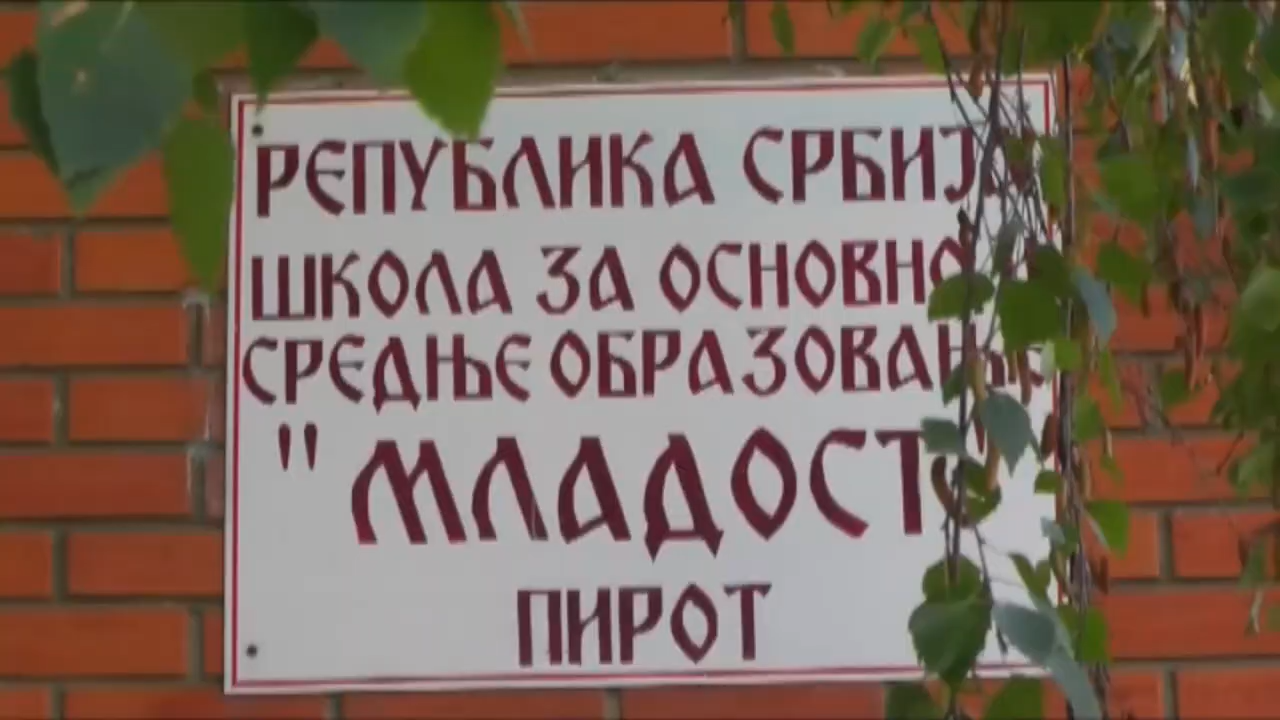 РЕПУБЛИКА СРБИЈА
ШКОЛА ЗА ОСНОВНО
СРЕДЊЕ ОБРАЗОВАЊЕ
"МЛАДОСТ
ПИРОТ